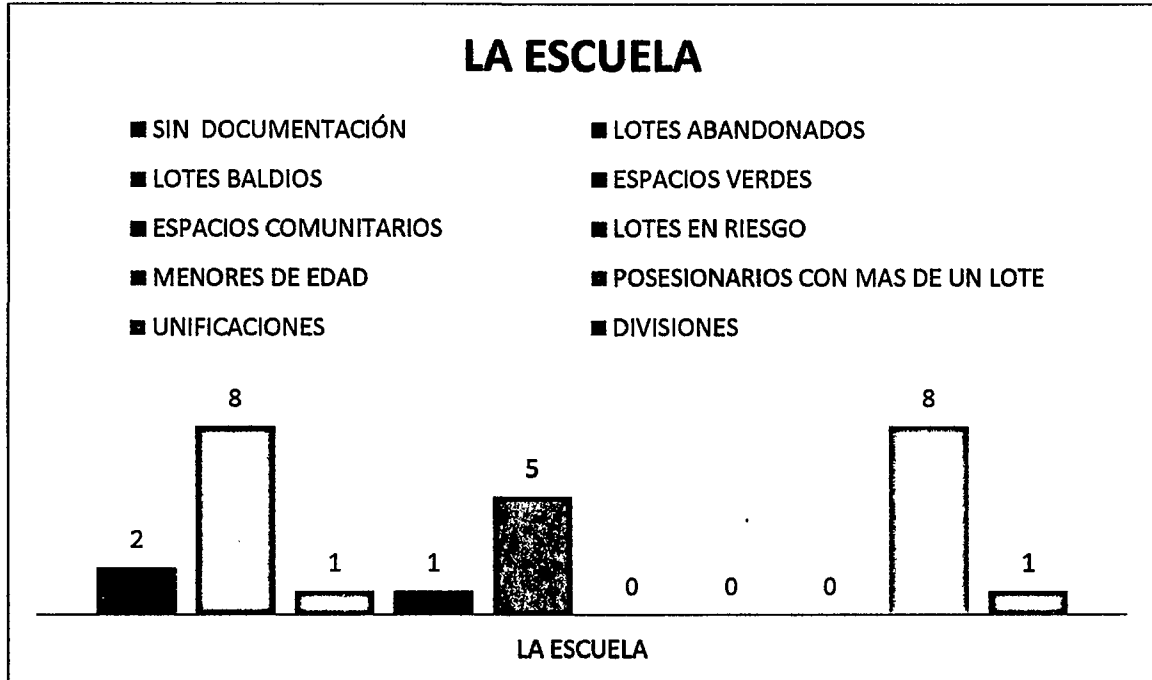 LA ESCUELA
SIN DOCUMENTACIÓN LOTES ABANDONADOS
LOTES BALDIOS ESPACIOS VERDES
ESPACIOS COMUNITARIOS LOTES EN RIESGO
MENORES DE EDAD POSESIONARIOS CON MAS DE UN LOTE
UNIFICACIONES DIVISIONES
2 8 1 1 5 0 0 0 8 1
LA ESCUELA